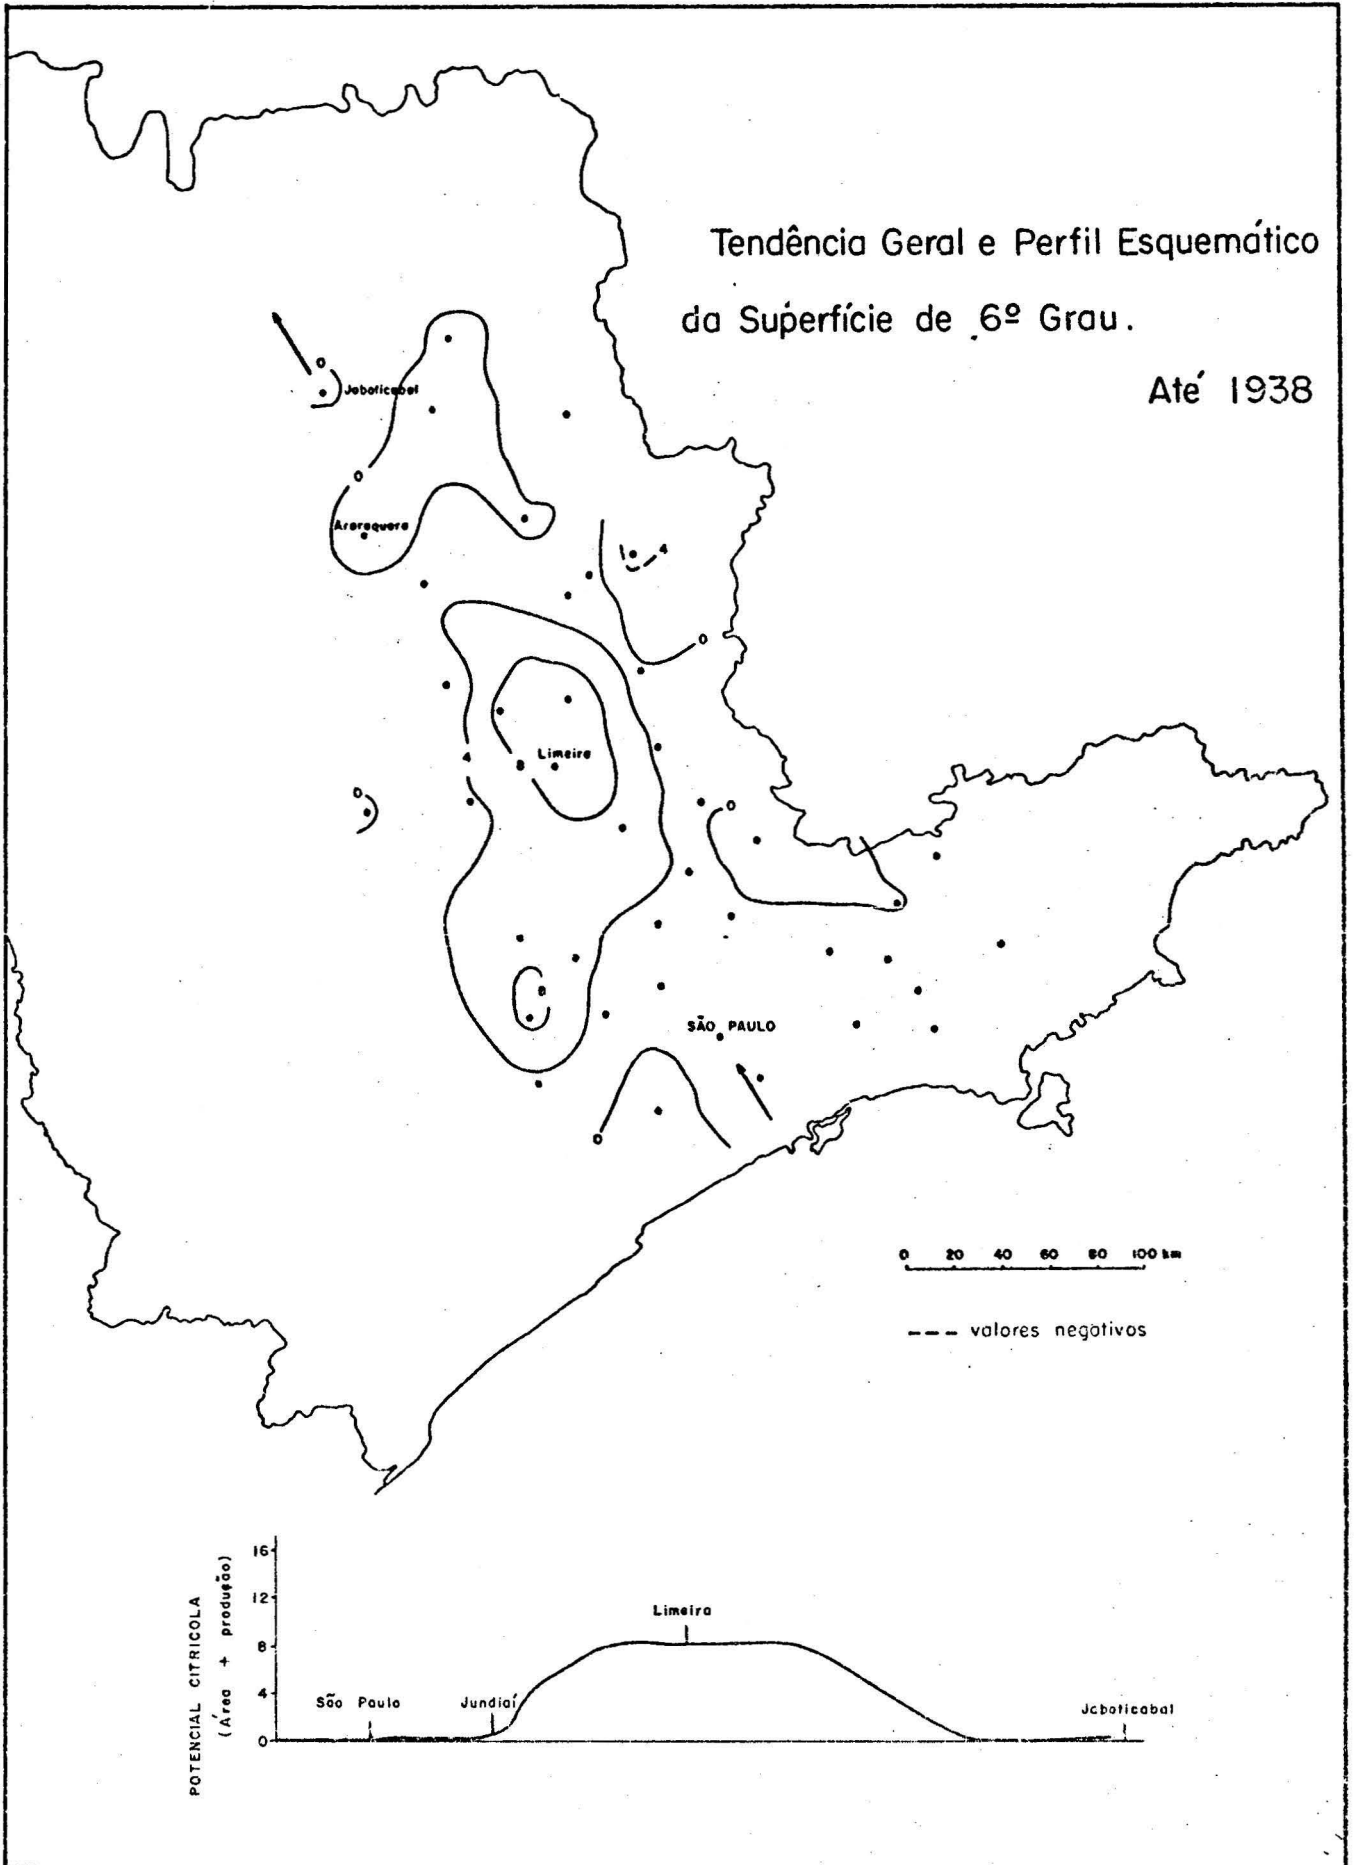 Tendência Geral e Perfil Esquemático
da Superfície de 6º Grau.
Até 1938
0
Jaboticabal
0
Araraquara
4
0
4
8
Limeira
0
0
8
SÃO PAULO
0
0 20 40 60 80 100 km
--- valores negativos
POTENCIAL CITRICOLA
(Área + produção)
16
12
8
4
0
São Paulo
Jundiaí
Limeira
Jaboticabal